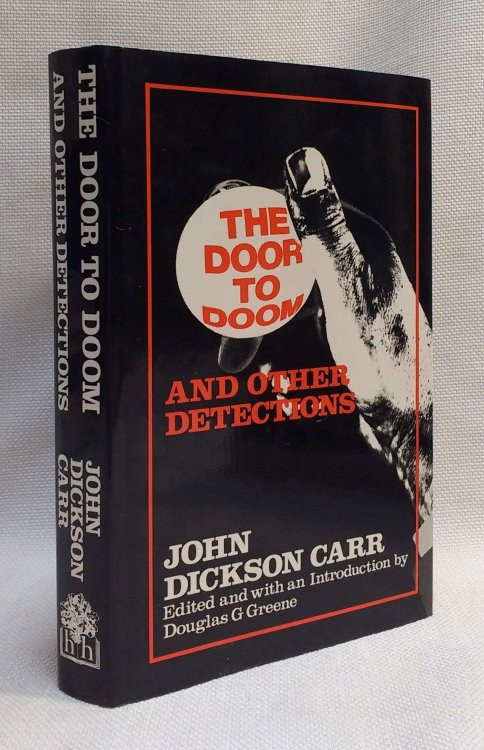 THE DOOR TO DOOM
AND OTHER DETECTIONS
JOHN
DICKSON
CARR
hh
THE
DOOR
TO
DOOM
AND OTHER
DETECTIONS
JOHN
DICKSON CARR
Edited and with an Introduction by
Douglas G Greene